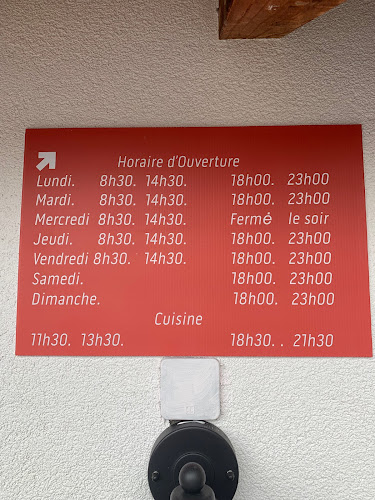 Horaire d'Ouverture
Lundi. 8h30. 14h30. 18h00. 23h00
Mardi. 8h30. 14h30. 18h00. 23h00
Mercredi 8h30. 14h30. Fermé le soir
Jeudi. 8h30. 14h30. 18h00. 23h00
Vendredi 8h30. 14h30. 18h00. 23h00
Samedi. 18h00. 23h00
Dimanche. 18h00. 23h00
Cuisine
11h30. 13h30. 18h30. . 21h30